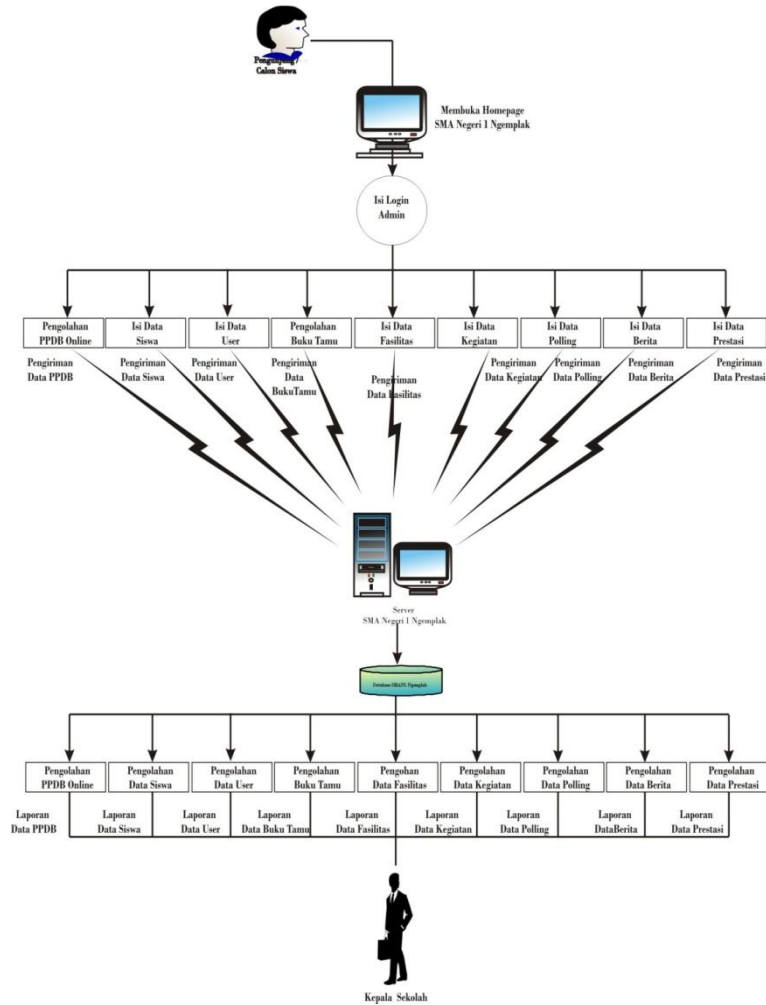 Pengunjung /
Calon Siswa
Membuka Homepage
SMA Negeri 1 Ngemplak
Isi Login
Admin
Pengolahan
PPDB Online
Isi Data
Siswa
Isi Data
User
Pengolahan
Buku Tamu
Isi Data
Fasilitas
Isi Data
Kegiatan
Isi Data
Polling
Isi Data
Berita
Isi Data
Prestasi
Pengiriman
Data PPDB
Pengiriman
Data Siswa
Pengiriman
Data User
Pengiriman
Data
BukuTamu
Pengiriman
Data Fasilitas
Pengiriman
Data Kegiatan
Pengiriman
Data Polling
Pengiriman
Data Berita
Pengiriman
Data Prestasi
Server
SMA Negeri 1 Ngemplak
Database SMAN1 Ngemplak
Pengolahan
PPDB Online
Pengolahan
Data Siswa
Pengolahan
Data User
Pengolahan
Buku Tamu
Pengohan
Data Fasilitas
Pengolahan
Data Kegiatan
Pengolahan
Data Polling
Pengolahan
Data Berita
Pengolahan
Data Prestasi
Laporan
Data PPDB
Laporan
Data Siswa
Laporan
Data User
Laporan
Data Buku Tamu
Laporan
Data Fasilitas
Laporan
Data Kegiatan
Laporan
Data Polling
Laporan
DataBerita
Laporan
Data Prestasi
Kepala Sekolah